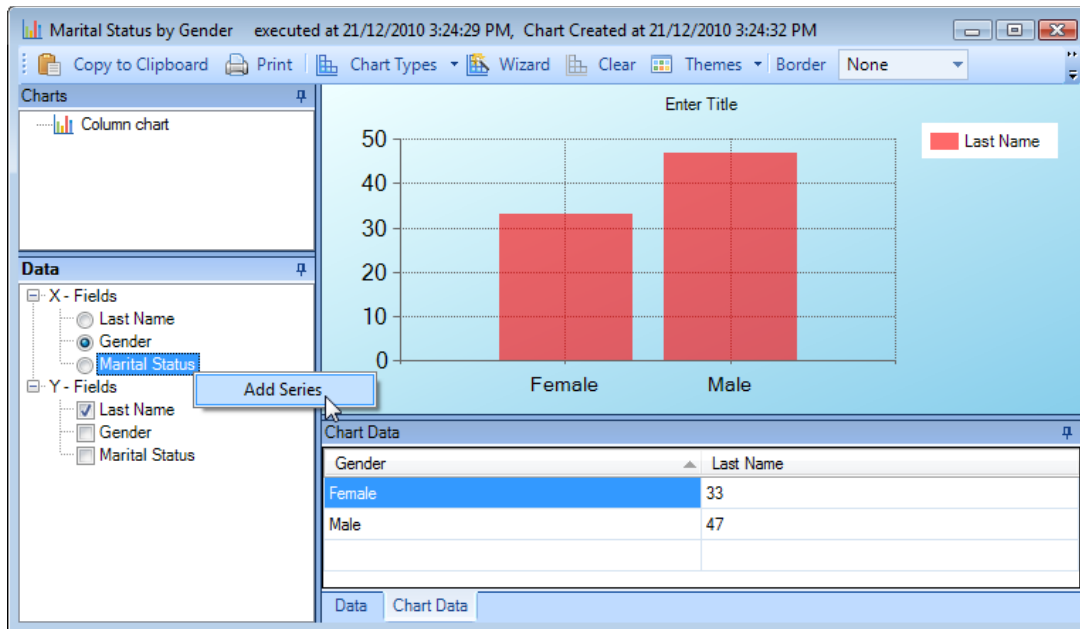 Marital Status by Gender executed at 21/12/2010 3:24:29 PM, Chart Created at 21/12/2010 3:24:32 PM
Copy to Clipboard Print Chart Types Wizard Clear Themes Border None
Charts
Column chart
Data
X - Fields
Last Name
Gender
Marital Status
Add Series
Y - Fields
Last Name
Gender
Marital Status
Enter Title
Last Name
50
40
30
20
10
0
Female Male
Chart Data
Gender Last Name
Female 33
Male 47
Data Chart Data